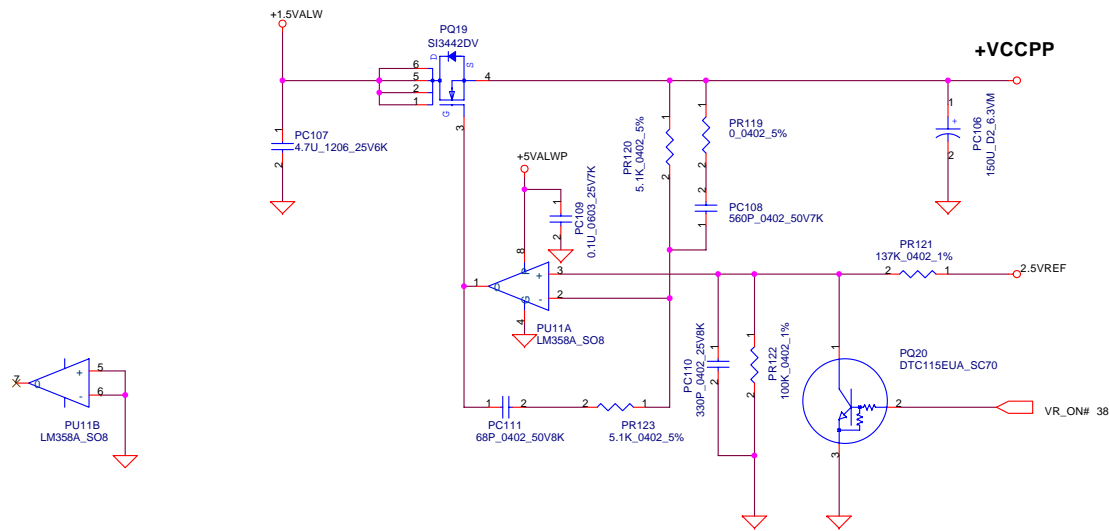 +1.5VALW
PQ19
SI3442DV
D
S
G
6
5
2
1
4
3
+VCCPP
1
PC107
4.7U_1206_25V6K
2
+5VALWP
1
PC109
0.1U_0603_25V7K
2
1
PR120
5.1K_0402_5%
2
1
PR119
0_0402_5%
2
2
PC108
560P_0402_50V7K
1
1
+
PC106
150U_D2_6.3VM
2
8
P
+
-
0
G
1
3
2
4
PU11A
LM358A_SO8
PR121
137K_0402_1%
2
1
2.5VREF
1
PC110
330P_0402_25V8K
2
1
PR122
100K_0402_1%
2
1
PQ20
DTC115EUA_SC70
2
3
VR_ON# 38
7
0
+
-
5
6
PU11B
LM358A_SO8
1
2
PC111
68P_0402_50V8K
2
1
PR123
5.1K_0402_5%